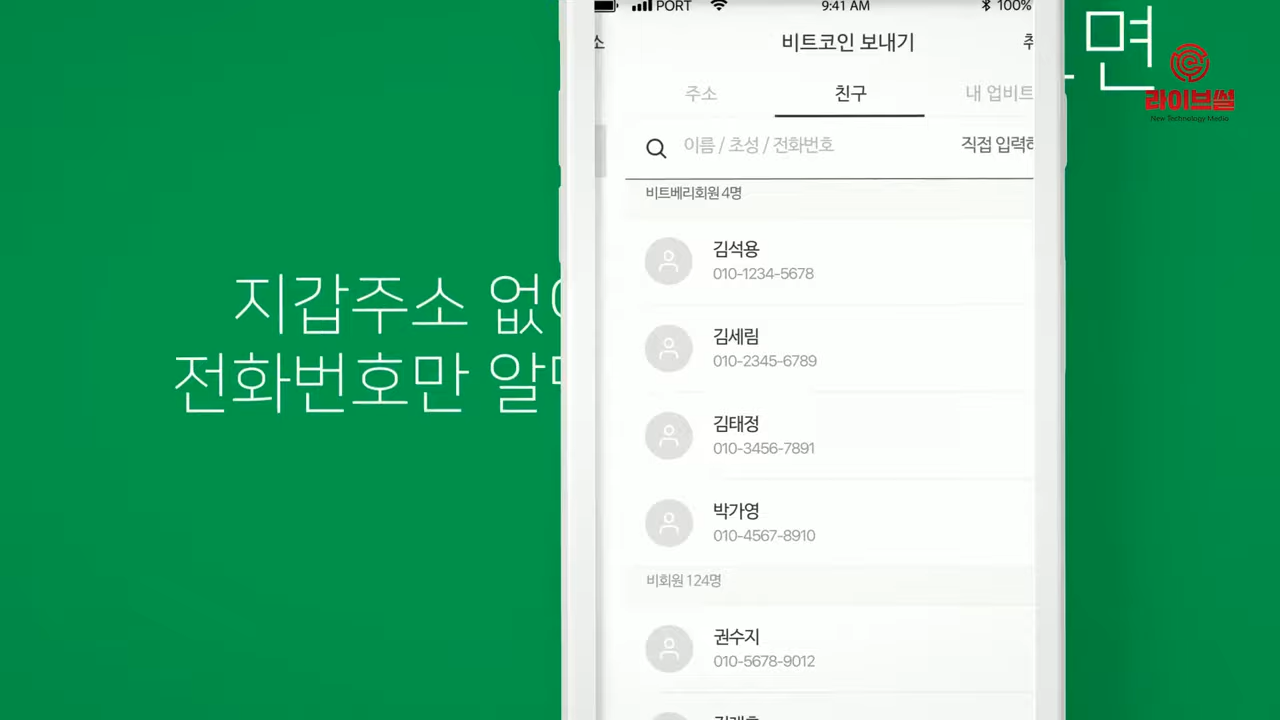 PORT
9:41 AM
100%
소
비트코인 보내기
취
주소
친구
내 업비트
이름 / 초성 / 전화번호
직접 입력하
비트베리회원 4명
김석용
010-1234-5678
김세림
010-2345-6789
김태정
010-3456-7891
박가영
010-4567-8910
비회원 124명
권수지
010-5678-9012
지갑주소 없이
전화번호만 알면
면
라이브썰
New Technology Media